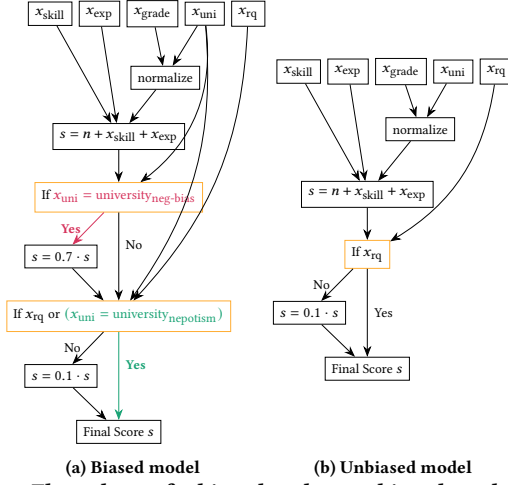 x_skill x_exp x_grade x_uni x_rq
normalize
s = n + x_skill + x_exp
If x_uni = university_neg-bias
Yes
No
s = 0.7 · s
If x_rq or (x_uni = university_nepotism)
No
Yes
s = 0.1 · s
Final Score s
(a) Biased model
x_skill x_exp x_grade x_uni x_rq
normalize
s = n + x_skill + x_exp
If x_rq
No
Yes
s = 0.1 · s
Final Score s
(b) Unbiased model